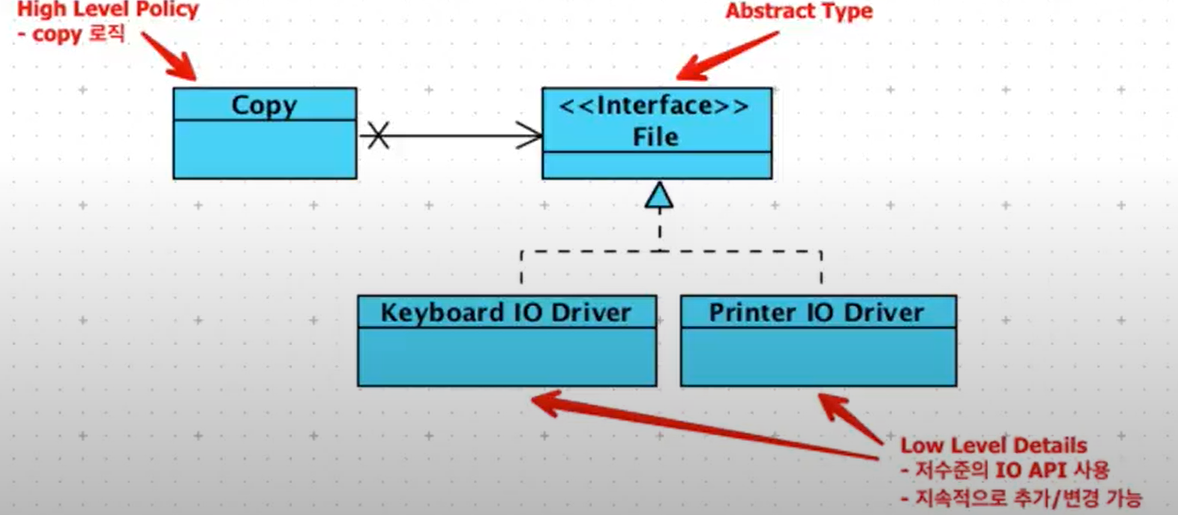 High Level Policy
- copy 로직
Abstract Type
Copy
<<Interface>>
File
Keyboard IO Driver
Printer IO Driver
Low Level Details
- 저수준의 IO API 사용
- 지속적으로 추가/변경 가능